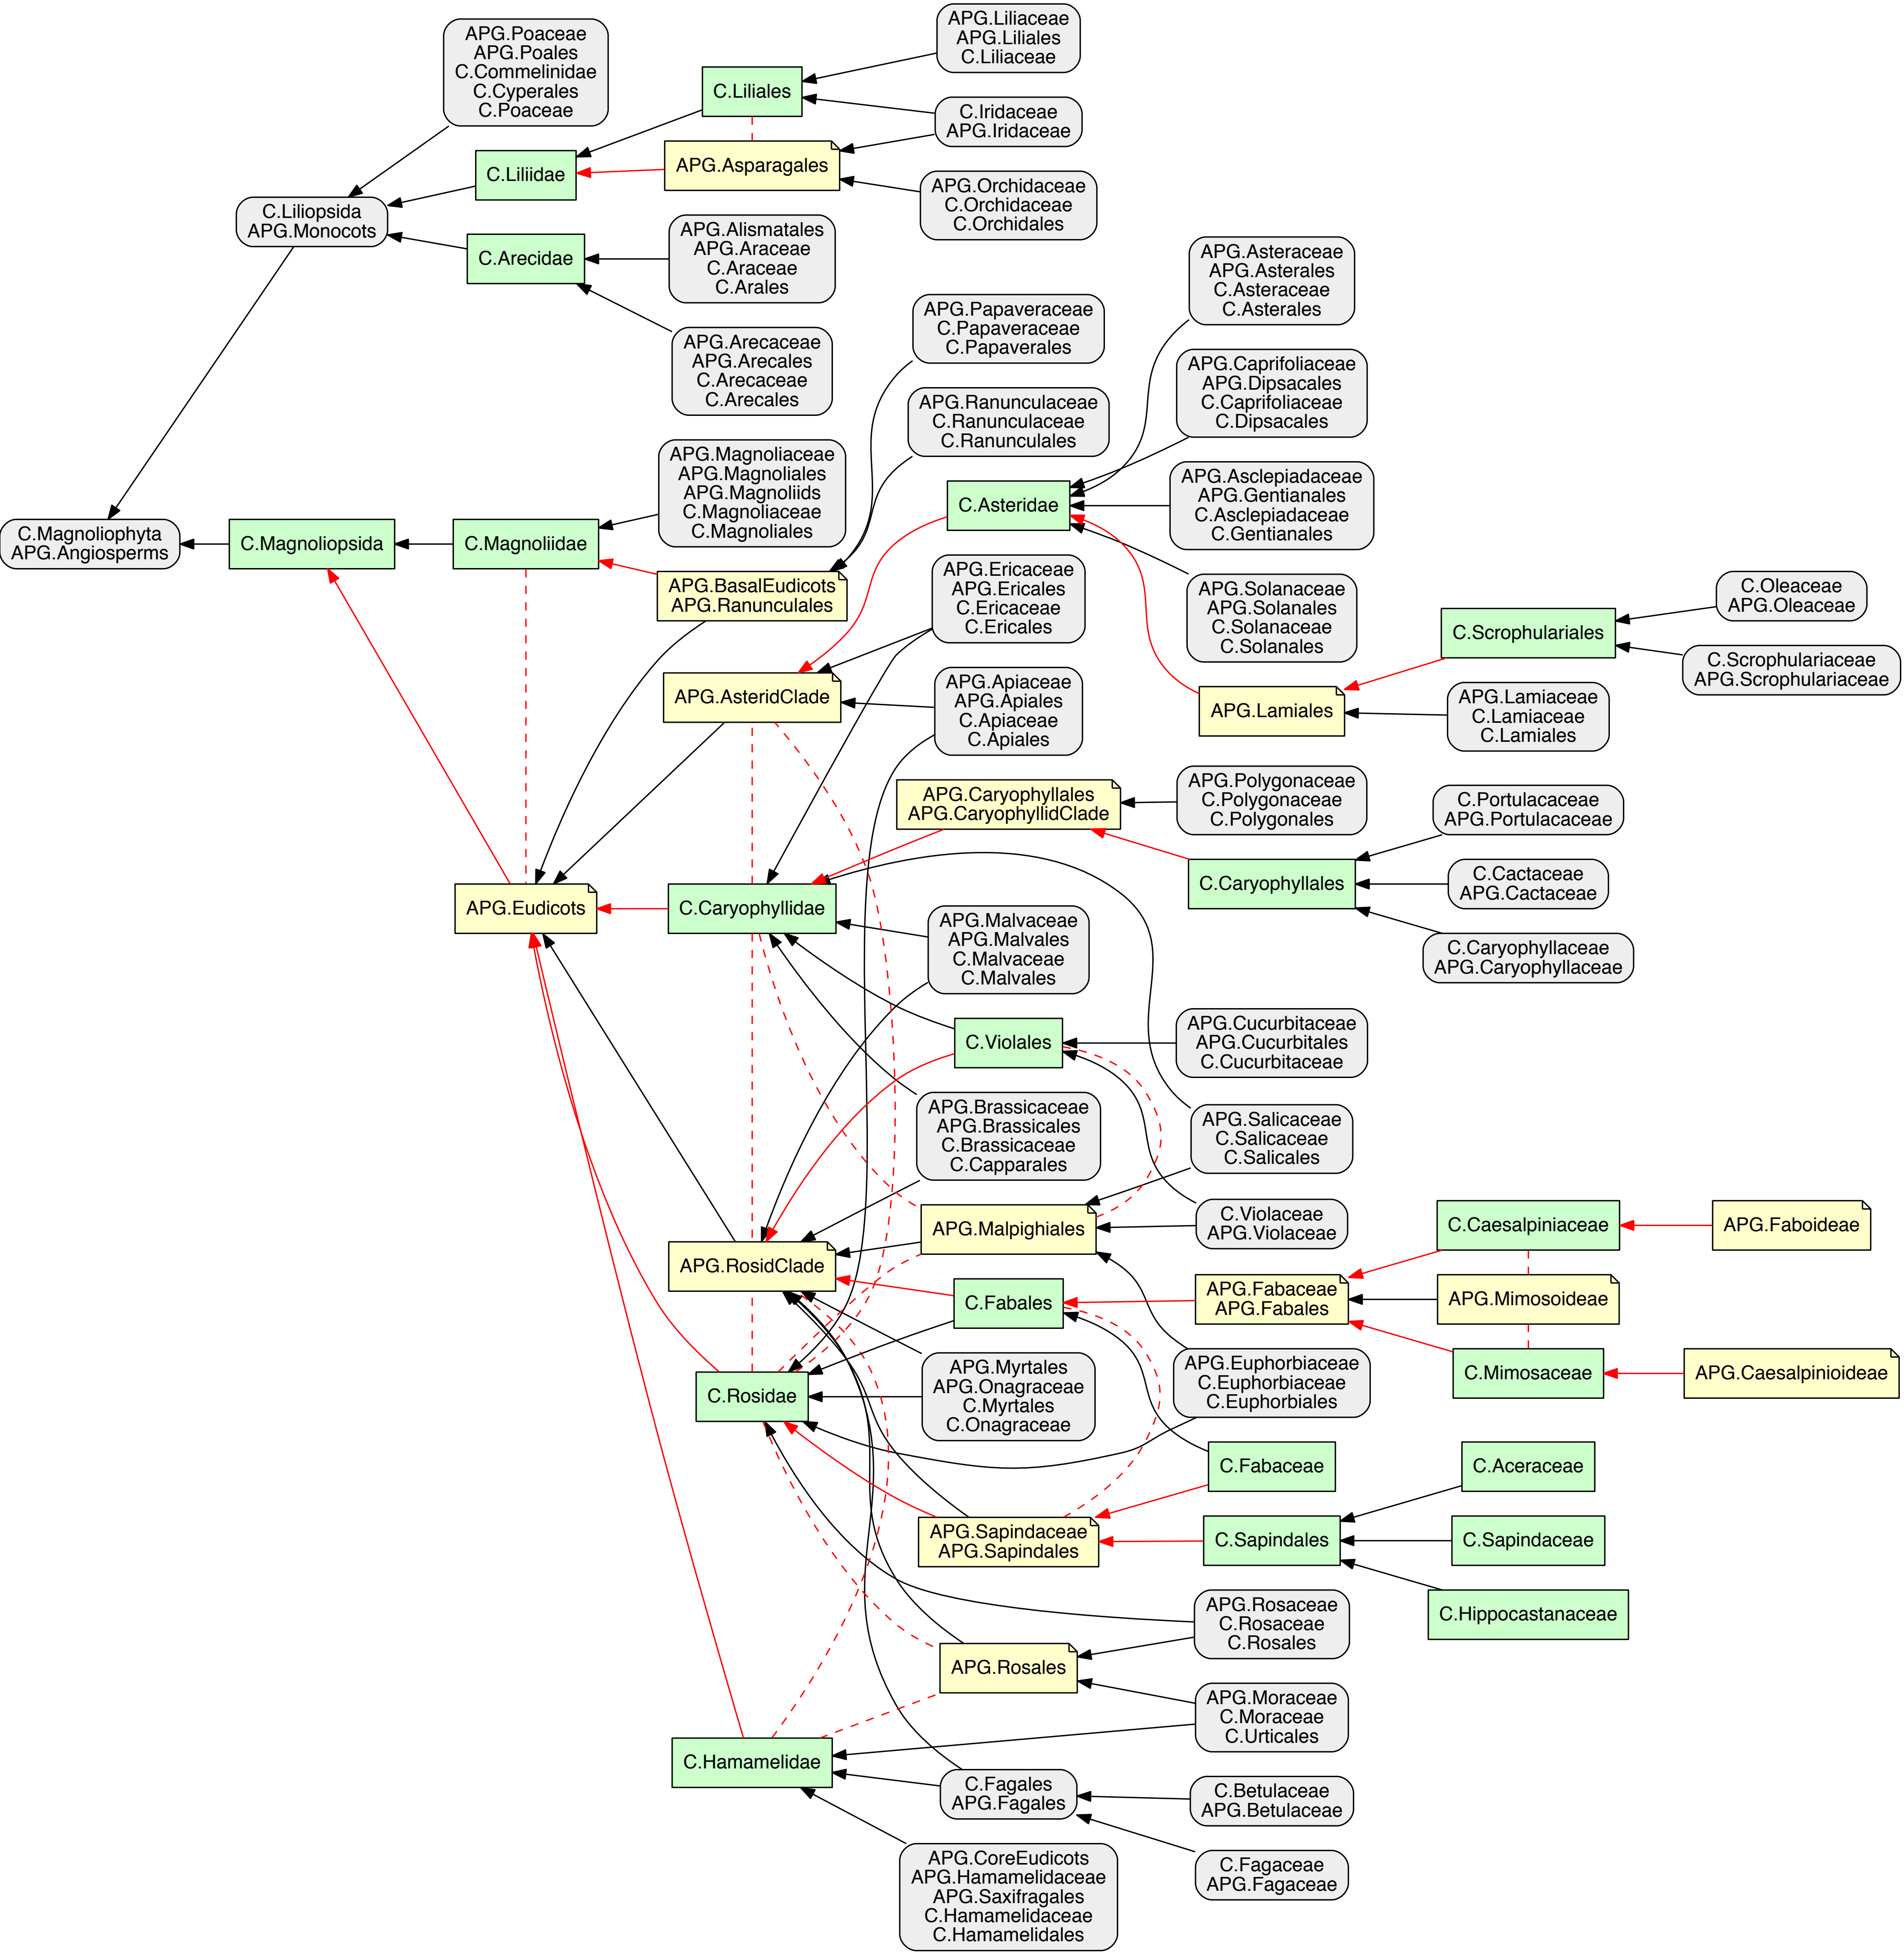 APG.Poaceae
APG.Poales
C.Commelinidae
C.Cyperales
C.Poaceae
C.Liliales
APG.Liliaceae
APG.Liliales
C.Liliaceae
C.Iridaceae
APG.Iridaceae
C.Liliidae
APG.Asparagales
APG.Orchidaceae
C.Orchidaceae
C.Orchidales
C.Liliopsida
APG.Monocots
C.Arecidae
APG.Alismatales
APG.Araceae
C.Araceae
C.Arales
APG.Arecaceae
APG.Arecales
C.Arecaceae
C.Arecales
APG.Papaveraceae
C.Papaveraceae
C.Papaverales
APG.Asteraceae
APG.Asterales
C.Asteraceae
C.Asterales
APG.Ranunculaceae
C.Ranunculaceae
C.Ranunculales
APG.Caprifoliaceae
APG.Dipsacales
C.Caprifoliaceae
C.Dipsacales
APG.Magnoliaceae
APG.Magnoliales
APG.Magnoliids
C.Magnoliaceae
C.Magnoliales
C.Asteridae
APG.Asclepiadaceae
APG.Gentianales
C.Asclepiadaceae
C.Gentianales
C.Magnoliophyta
APG.Angiosperms
C.Magnoliopsida
C.Magnoliidae
APG.BasalEudicots
APG.Ranunculales
APG.Ericaceae
APG.Ericales
C.Ericaceae
C.Ericales
APG.Solanaceae
APG.Solanales
C.Solanaceae
C.Solanales
C.Scrophulariales
C.Oleaceae
APG.Oleaceae
C.Scrophulariaceae
APG.Scrophulariaceae
APG.AsteridClade
APG.Apiaceae
APG.Apiales
C.Apiaceae
C.Apiales
APG.Lamiales
APG.Lamiaceae
C.Lamiaceae
C.Lamiales
APG.Caryophyllales
APG.CaryophyllidClade
APG.Polygonaceae
C.Polygonaceae
C.Polygonales
C.Portulacaceae
APG.Portulacaceae
C.Caryophyllales
C.Cactaceae
APG.Cactaceae
C.Caryophyllaceae
APG.Caryophyllaceae
APG.Eudicots
C.Caryophyllidae
APG.Malvaceae
APG.Malvales
C.Malvaceae
C.Malvales
C.Violales
APG.Cucurbitaceae
APG.Cucurbitales
C.Cucurbitaceae
APG.Brassicaceae
APG.Brassicales
C.Brassicaceae
C.Capparales
APG.Salicaceae
C.Salicaceae
C.Salicales
APG.Malpighiales
C.Violaceae
APG.Violaceae
C.Caesalpiniaceae
APG.Faboideae
APG.RosidClade
C.Fabales
APG.Fabaceae
APG.Fabales
APG.Mimosoideae
C.Rosidae
APG.Myrtales
APG.Onagraceae
C.Myrtales
C.Onagraceae
APG.Euphorbiaceae
C.Euphorbiaceae
C.Euphorbiales
C.Mimosaceae
APG.Caesalpinioideae
C.Fabaceae
C.Aceraceae
APG.Sapindaceae
APG.Sapindales
C.Sapindales
C.Sapindaceae
C.Hippocastanaceae
APG.Rosaceae
C.Rosaceae
C.Rosales
APG.Rosales
APG.Moraceae
C.Moraceae
C.Urticales
C.Hamamelidae
C.Fagales
APG.Fagales
C.Betulaceae
APG.Betulaceae
C.Fagaceae
APG.Fagaceae
APG.CoreEudicots
APG.Hamamelidaceae
APG.Saxifragales
C.Hamamelidaceae
C.Hamamelidales